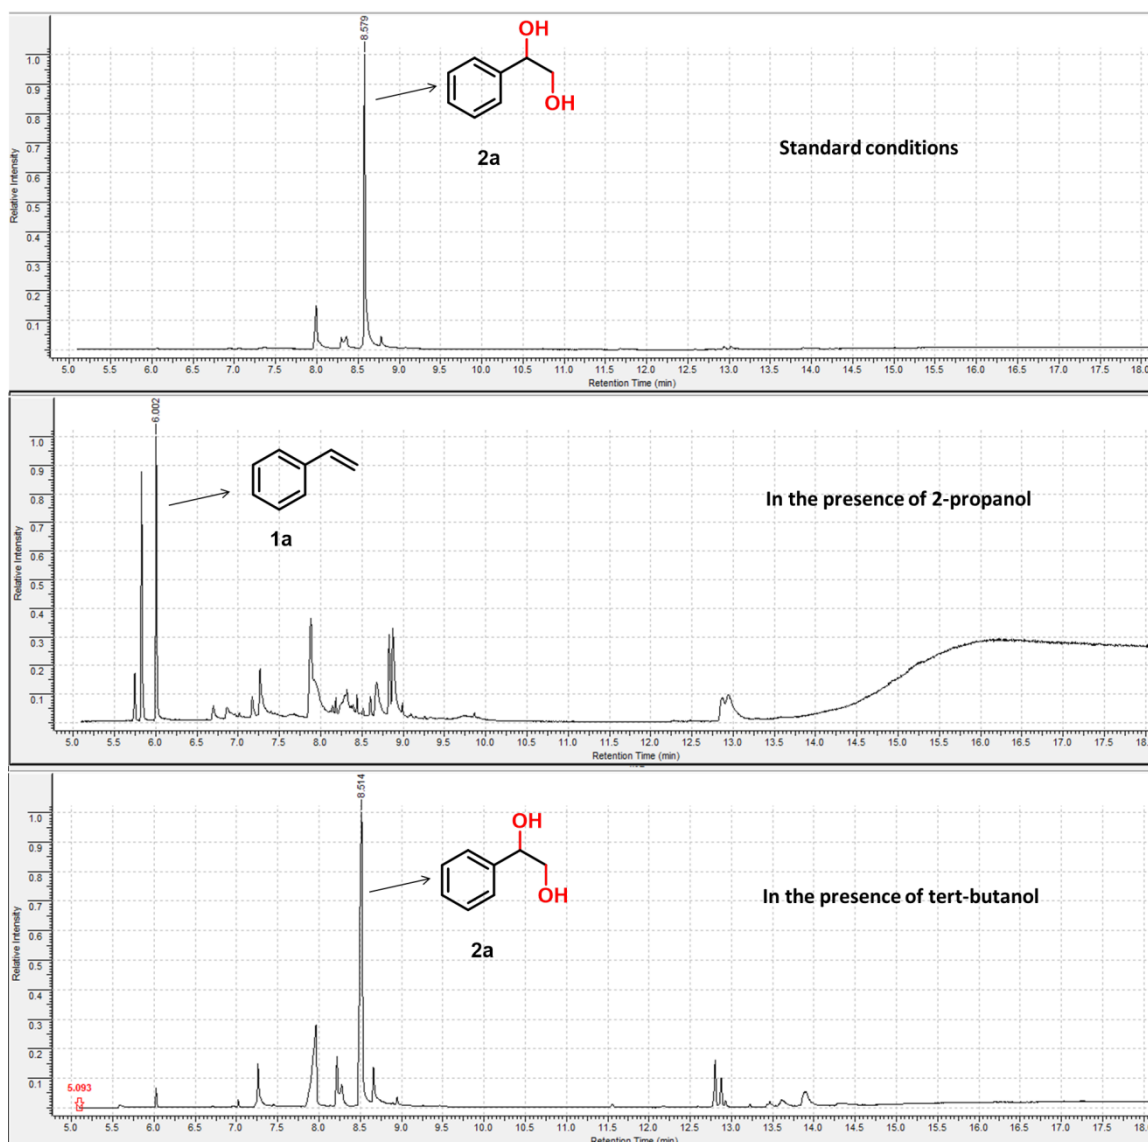 8.579
OH
OH
2a
Standard conditions
Relative Intensity
1.0
0.9
0.8
0.7
0.6
0.5
0.4
0.3
0.2
0.1
5.0 5.5 6.0 6.5 7.0 7.5 8.0 8.5 9.0 9.5 10.0 10.5 11.0 11.5 12.0 12.5 13.0 13.5 14.0 14.5 15.0 15.5 16.0 16.5 17.0 17.5 18.0
Retention Time (min)
6.002
1a
In the presence of 2-propanol
Relative Intensity
1.0
0.9
0.8
0.7
0.6
0.5
0.4
0.3
0.2
0.1
5.0 5.5 6.0 6.5 7.0 7.5 8.0 8.5 9.0 9.5 10.0 10.5 11.0 11.5 12.0 12.5 13.0 13.5 14.0 14.5 15.0 15.5 16.0 16.5 17.0 17.5 18.
Retention Time (min)
8.514
OH
OH
2a
In the presence of tert-butanol
Relative Intensity
1.0
0.9
0.8
0.7
0.6
0.5
0.4
0.3
0.2
0.1
5.093
5.0 5.5 6.0 6.5 7.0 7.5 8.0 8.5 9.0 9.5 10.0 10.5 11.0 11.5 12.0 12.5 13.0 13.5 14.0 14.5 15.0 15.5 16.0 16.5 17.0 17.5 18.0
Retention Time (min)